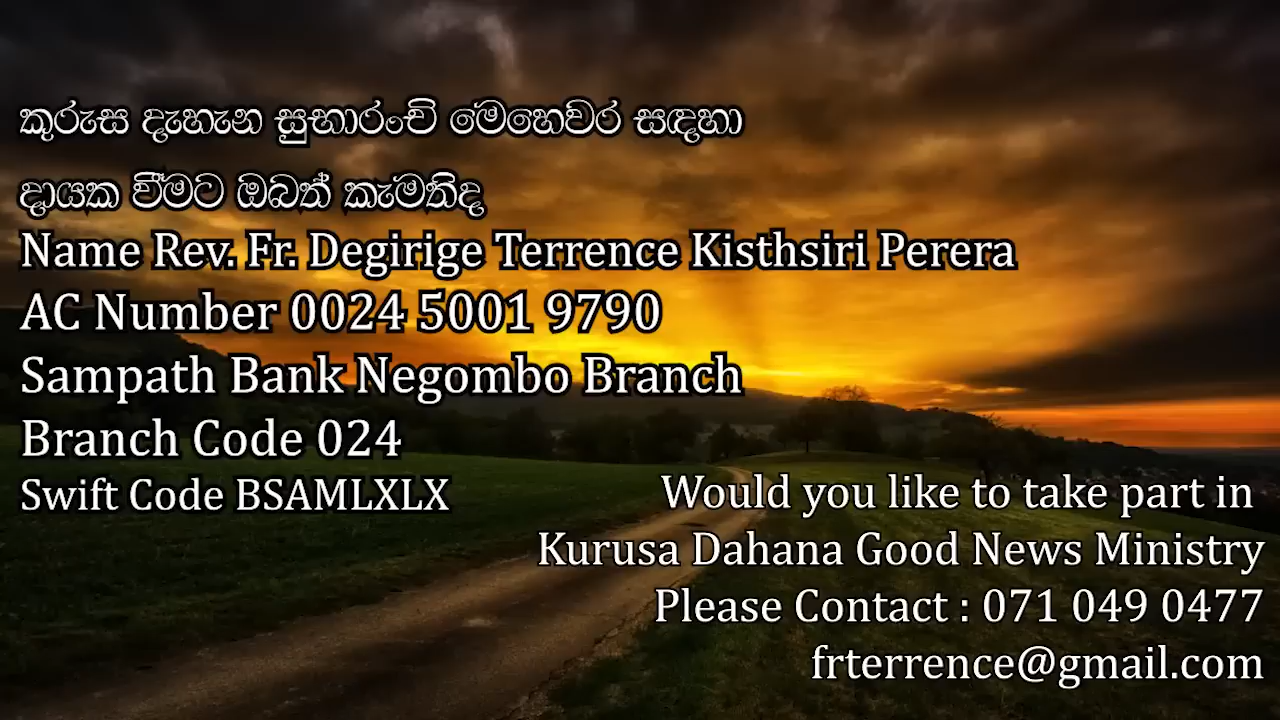 කුරුස දැහැන සුභාරංචි මෙහෙවර සඳහා
දායක වීමට ඔබත් කැමතිද
Name Rev. Fr. Degirige Terrence Kisthsiri Perera
AC Number 0024 5001 9790
Sampath Bank Negombo Branch
Branch Code 024
Swift Code BSAMLXLX
Would you like to take part in
Kurusa Dahana Good News Ministry
Please Contact : 071 049 0477
frterrence@gmail.com